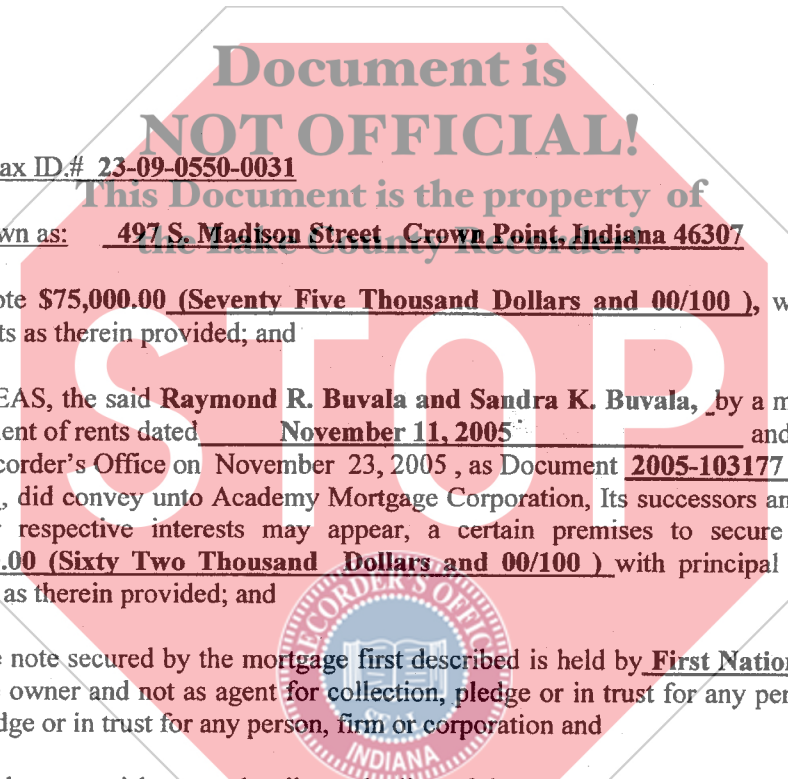 Document is
NOT OFFICIAL!
ax ID.# 23-09-0550-0031
This Document is the property of
wn as: 497 S. Madison Street Crown Point, Indiana 46307
the Lake County Recorder!
ote $75,000.00 (Seventy Five Thousand Dollars and 00/100 ), w
ts as therein provided; and
STOP
EAS, the said Raymond R. Buvala and Sandra K. Buvala, by a m
ent of rents dated November 11, 2005 and
corder's Office on November 23, 2005 , as Document 2005-103177
, did convey unto Academy Mortgage Corporation, Its successors an
respective interests may appear, a certain premises to secure
.00 (Sixty Two Thousand Dollars and 00/100 ) with principal
as therein provided; and
RECORDER'S OFFIC
e note secured by the mortgage first described is held by First Nation
e owner and not as agent for collection, pledge or in trust for any per
dge or in trust for any person, firm or corporation and
SEAL
INDIANA